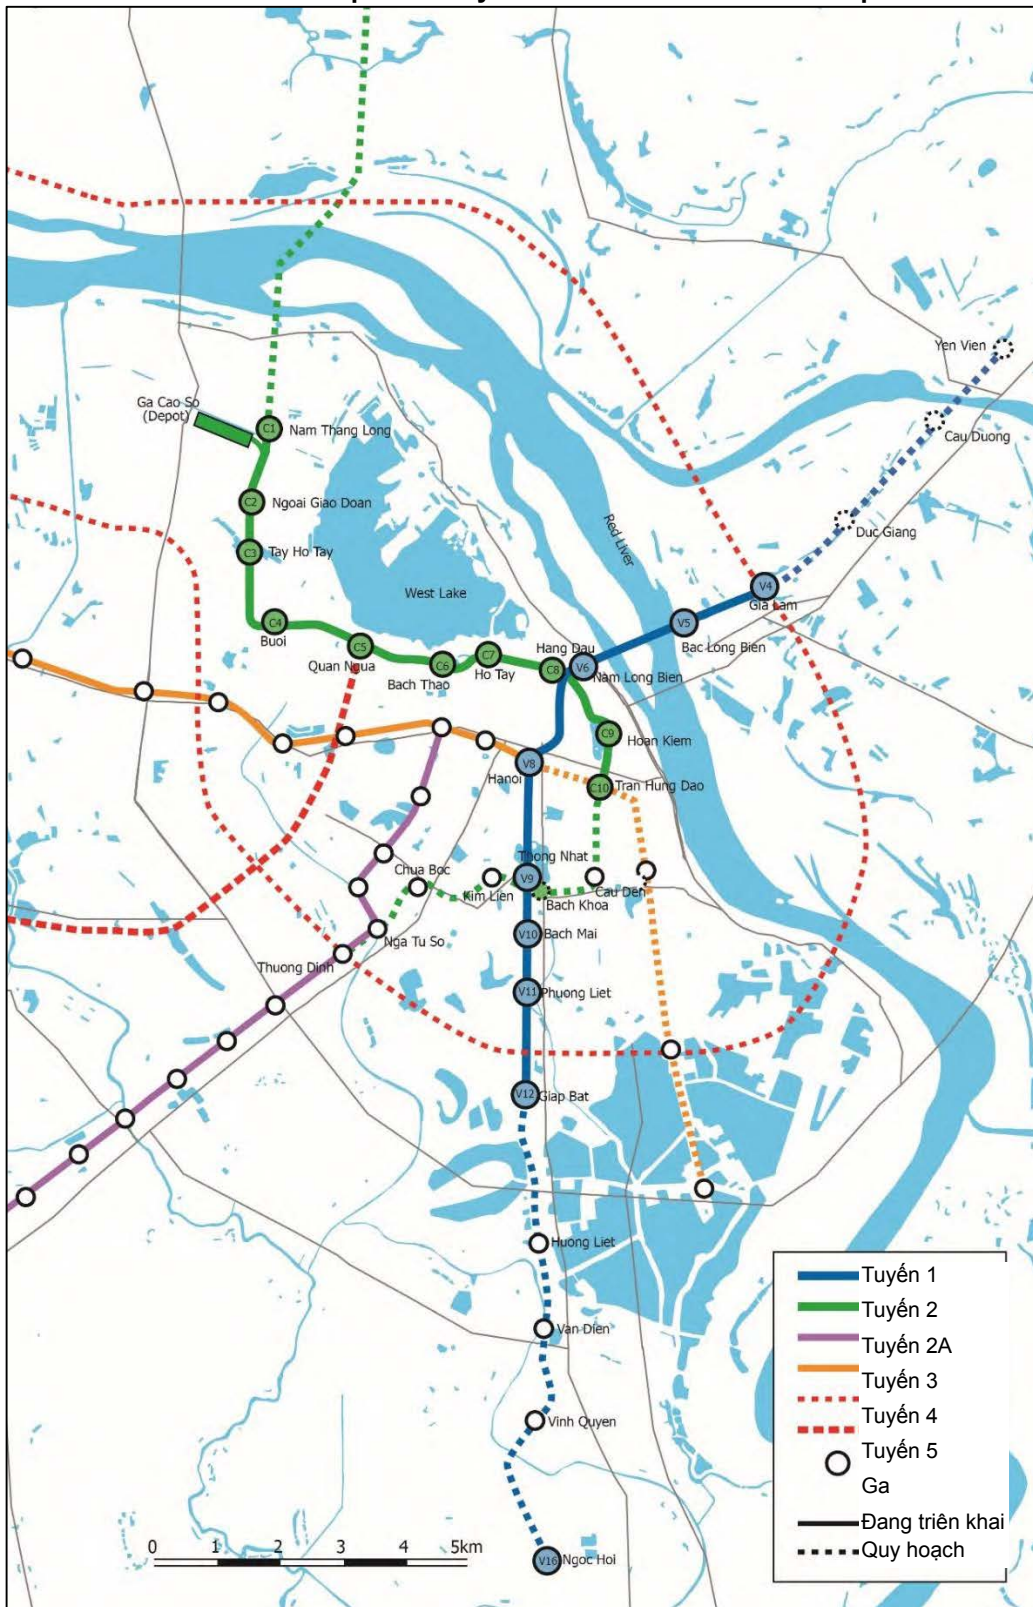 Yen Vien
Ga Cao So
(Depot)
C1
Nam Thang Long
Cau Duong
C2
Ngoai Giao Doan
Duc Giang
Red Liver
C3
Tay Ho Tay
V4
Gia Lam
West Lake
C4
Buoi
V5
Bac Long Bien
C5
Quan Ngua
Hang Dau
C6
Bach Thao
C7
Ho Tay
C8
V6
Nam Long Bien
C9
Hoan Kiem
V8
Hanoi
C10
Tran Hung Dao
Thong Nhat
Chua Boc
V9
Kim Lien
Cau Den
Bach Khoa
Nga Tu So
V10
Bach Mai
Thuong Dinh
V11
Phuong Liet
V12
Giap Bat
Huong Liet
Van Dien
Vinh Quyen
V16
Ngoc Hoi
0 1 2 3 4 5km
Tuyến 1
Tuyến 2
Tuyến 2A
Tuyến 3
Tuyến 4
Tuyến 5
Ga
Đang triên khai
Quy hoạch